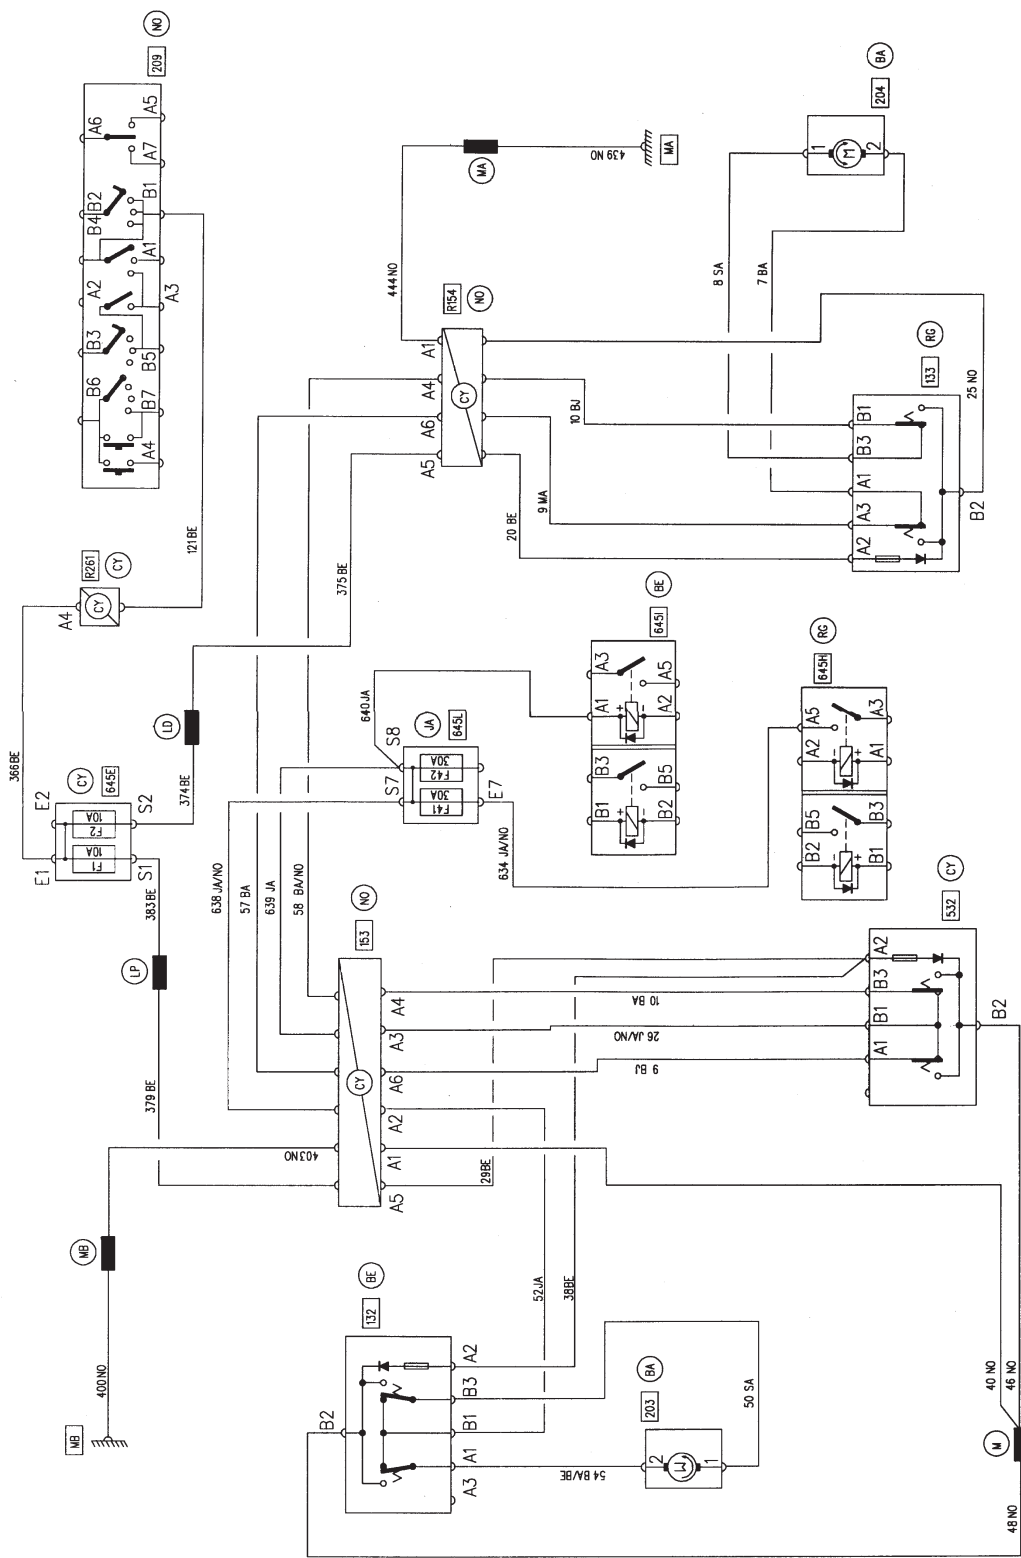 NO
209
A6
A5
A7
B4 B2
B1
A1
A2
A3
B3
B5
B6
B7
A4
121 BE
R261
CY
CY
A4
366BE
CY
645E
E2
E1
10A
F2
10A
F1
S2
S1
LD
374BE
383BE
LP
379 BE
444 NO
MA
439 NO
MA
R154
NO
A1
A4
A6
A5
CY
375 BE
10 BJ
9 MA
20 BE
BA
204
1
M
2
8 SA
7 BA
RG
133
25 NO
B1
B3
A1
A3
A2
B2
640JA
JA
645L
S8
S7
30A
F42
30A
F41
E7
634 JA/NO
638 JA/NO
57 BA
639 JA
58 BA/NO
BE
645I
A3
A1
A5
A2
B3
B1
B5
B2
RG
645H
A5
A2
A3
A1
B5
B2
B3
B1
NO
153
CY
A4
A3
A6
A2
A1
A5
10 BA
26 JA/NO
9 BJ
29BE
403NO
CY
532
A2
B3
B1
A1
B2
MB
400NO
MB
BE
132
B2
A2
B3
B1
A1
A3
52JA
38BE
BA
203
2
M
1
50 SA
54 BA/BE
40 NO
46 NO
M
48NO